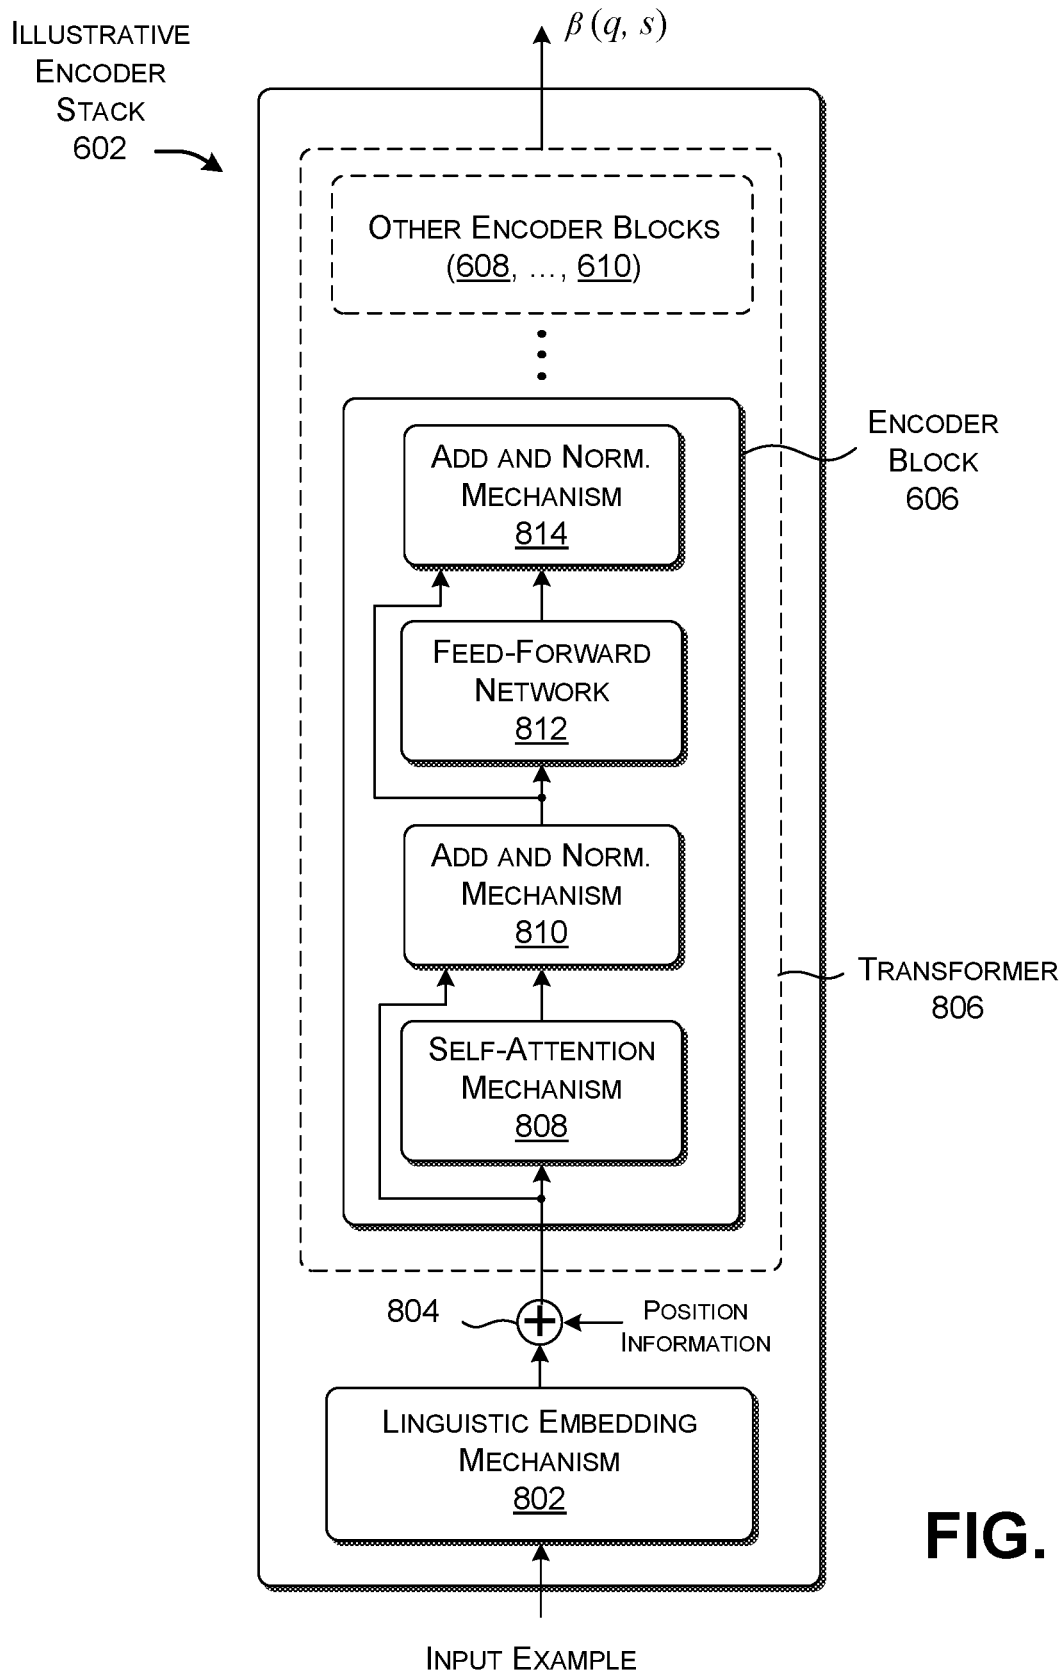 β (q, s)
ILLUSTRATIVE
ENCODER
STACK
602
OTHER ENCODER BLOCKS
(608, …, 610)
ENCODER
BLOCK
606
ADD AND NORM.
MECHANISM
814
FEED-FORWARD
NETWORK
812
ADD AND NORM.
MECHANISM
810
TRANSFORMER
806
SELF-ATTENTION
MECHANISM
808
804
+
POSITION
INFORMATION
LINGUISTIC EMBEDDING
MECHANISM
802
FIG.
INPUT EXAMPLE